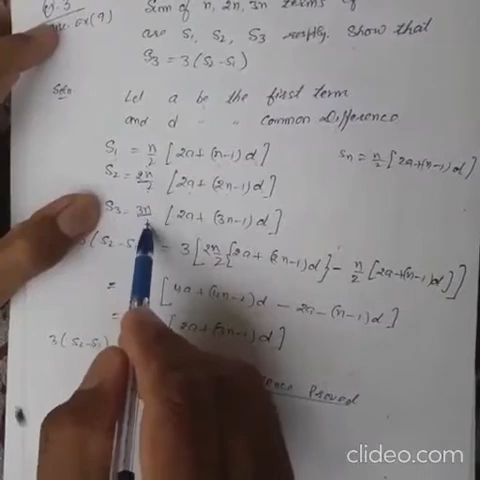 Sum of n, 2n, 3n terms of
are S1, S2, S3 resptly. Show that
S3 = 3(S2-S1)
Soln Let a be the first term
and d " " Common Difference
S1 = n/2 [2a+(n-1)d] Sn = n/2 [2a+(n-1)d]
S2 = 2n/2 [2a+(2n-1)d]
S3 = 3n/2 [2a+(3n-1)d]
3(S2-S = 3[2n/2{2a+(2n-1)d} - n/2[2a+(n-1)d]]
= [4a+(4n-1)d - 2a-(n-1)d]
3(S2-S1) = [2a+(3n-1)d]
Proved
clideo.com